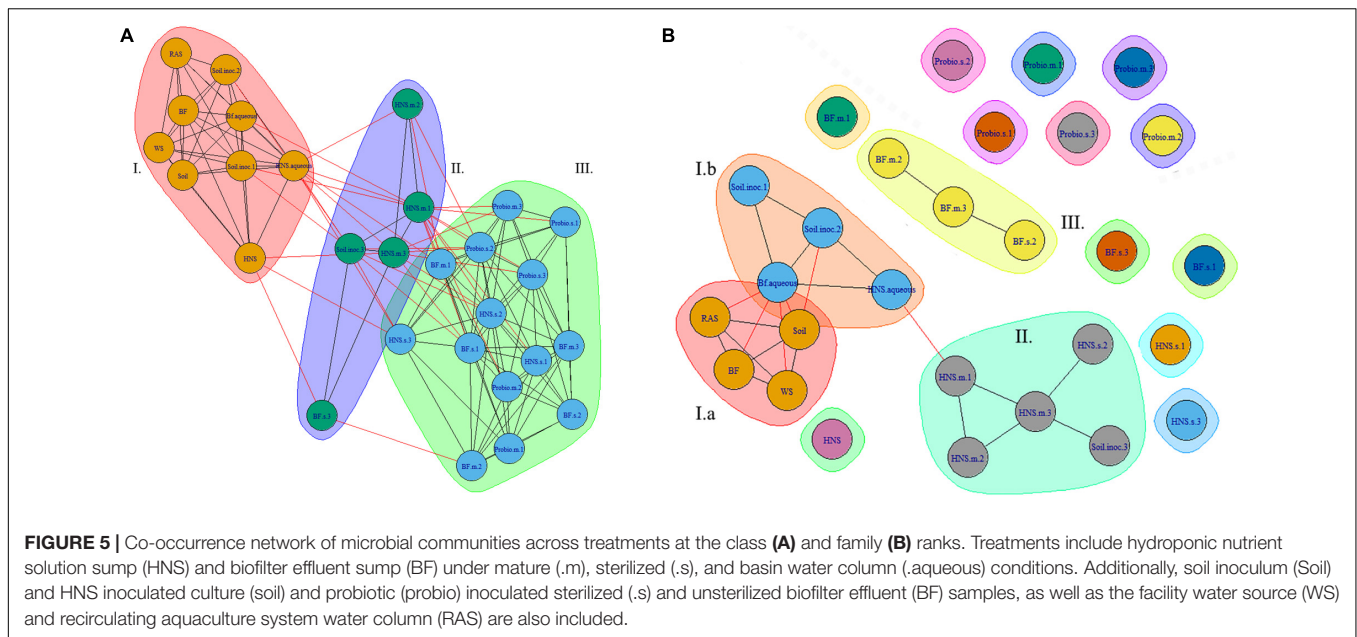 A
B
RAS
Soil.inoc.2
BF
Bf.aqueous
WS
Soil.inoc.1
HNS.aqueous
Soil
I.
HNS
HNS.m.2
II.
HNS.m.1
Soil.inoc.3
HNS.m.3
BF.s.3
III.
Probio.m.3
Probio.s.1
Probio.s.2
BF.m.1
Probio.s.3
HNS.s.2
HNS.s.3
BF.s.1
BF.m.3
HNS.s.1
Probio.m.2
BF.s.2
Probio.m.1
BF.m.2
Probio.s.2
Probio.m.1
Probio.m.3
BF.m.1
Probio.s.1
Probio.s.3
Probio.m.2
BF.m.2
I.b
Soil.inoc.1
BF.m.3
III.
Soil.inoc.2
BF.s.2
BF.s.3
BF.s.1
Bf.aqueous
HNS.aqueous
RAS
Soil
BF
WS
I.a
HNS
II.
HNS.s.2
HNS.s.1
HNS.m.1
HNS.m.3
HNS.s.3
HNS.m.2
Soil.inoc.3
FIGURE 5 | Co-occurrence network of microbial communities across treatments at the class (A) and family (B) ranks. Treatments include hydroponic nutrient
solution sump (HNS) and biofilter effluent sump (BF) under mature (.m), sterilized (.s), and basin water column (.aqueous) conditions. Additionally, soil inoculum (Soil)
and HNS inoculated culture (soil) and probiotic (probio) inoculated sterilized (.s) and unsterilized biofilter effluent (BF) samples, as well as the facility water source (WS)
and recirculating aquaculture system water column (RAS) are also included.